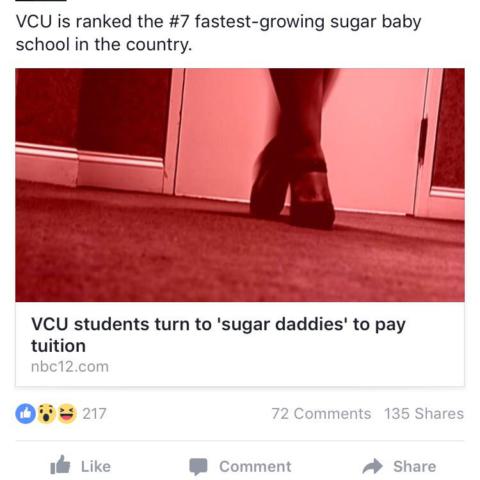 VCU is ranked the #7 fastest-growing sugar baby
school in the country.
VCU students turn to 'sugar daddies' to pay
tuition
nbc12.com
217
72 Comments 135 Shares
Like Comment Share